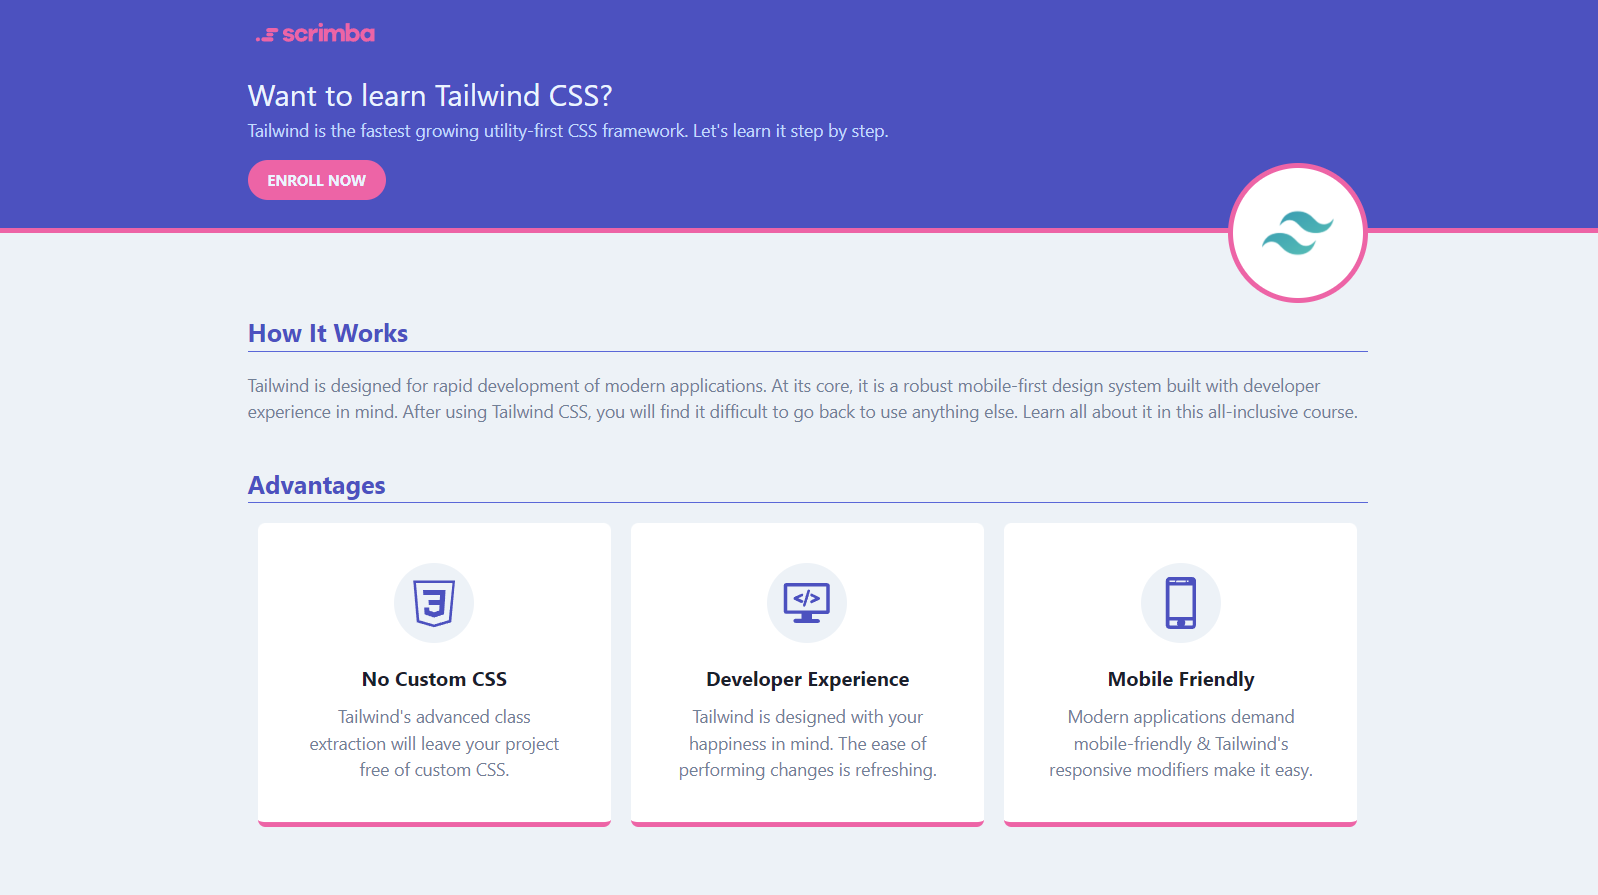 scrimba
Want to learn Tailwind CSS?
Tailwind is the fastest growing utility-first CSS framework. Let's learn it step by step.
ENROLL NOW
How It Works
Tailwind is designed for rapid development of modern applications. At its core, it is a robust mobile-first design system built with developer
experience in mind. After using Tailwind CSS, you will find it difficult to go back to use anything else. Learn all about it in this all-inclusive course.
Advantages
3
No Custom CSS
Tailwind's advanced class
extraction will leave your project
free of custom CSS.
</>
Developer Experience
Tailwind is designed with your
happiness in mind. The ease of
performing changes is refreshing.
Mobile Friendly
Modern applications demand
mobile-friendly & Tailwind's
responsive modifiers make it easy.